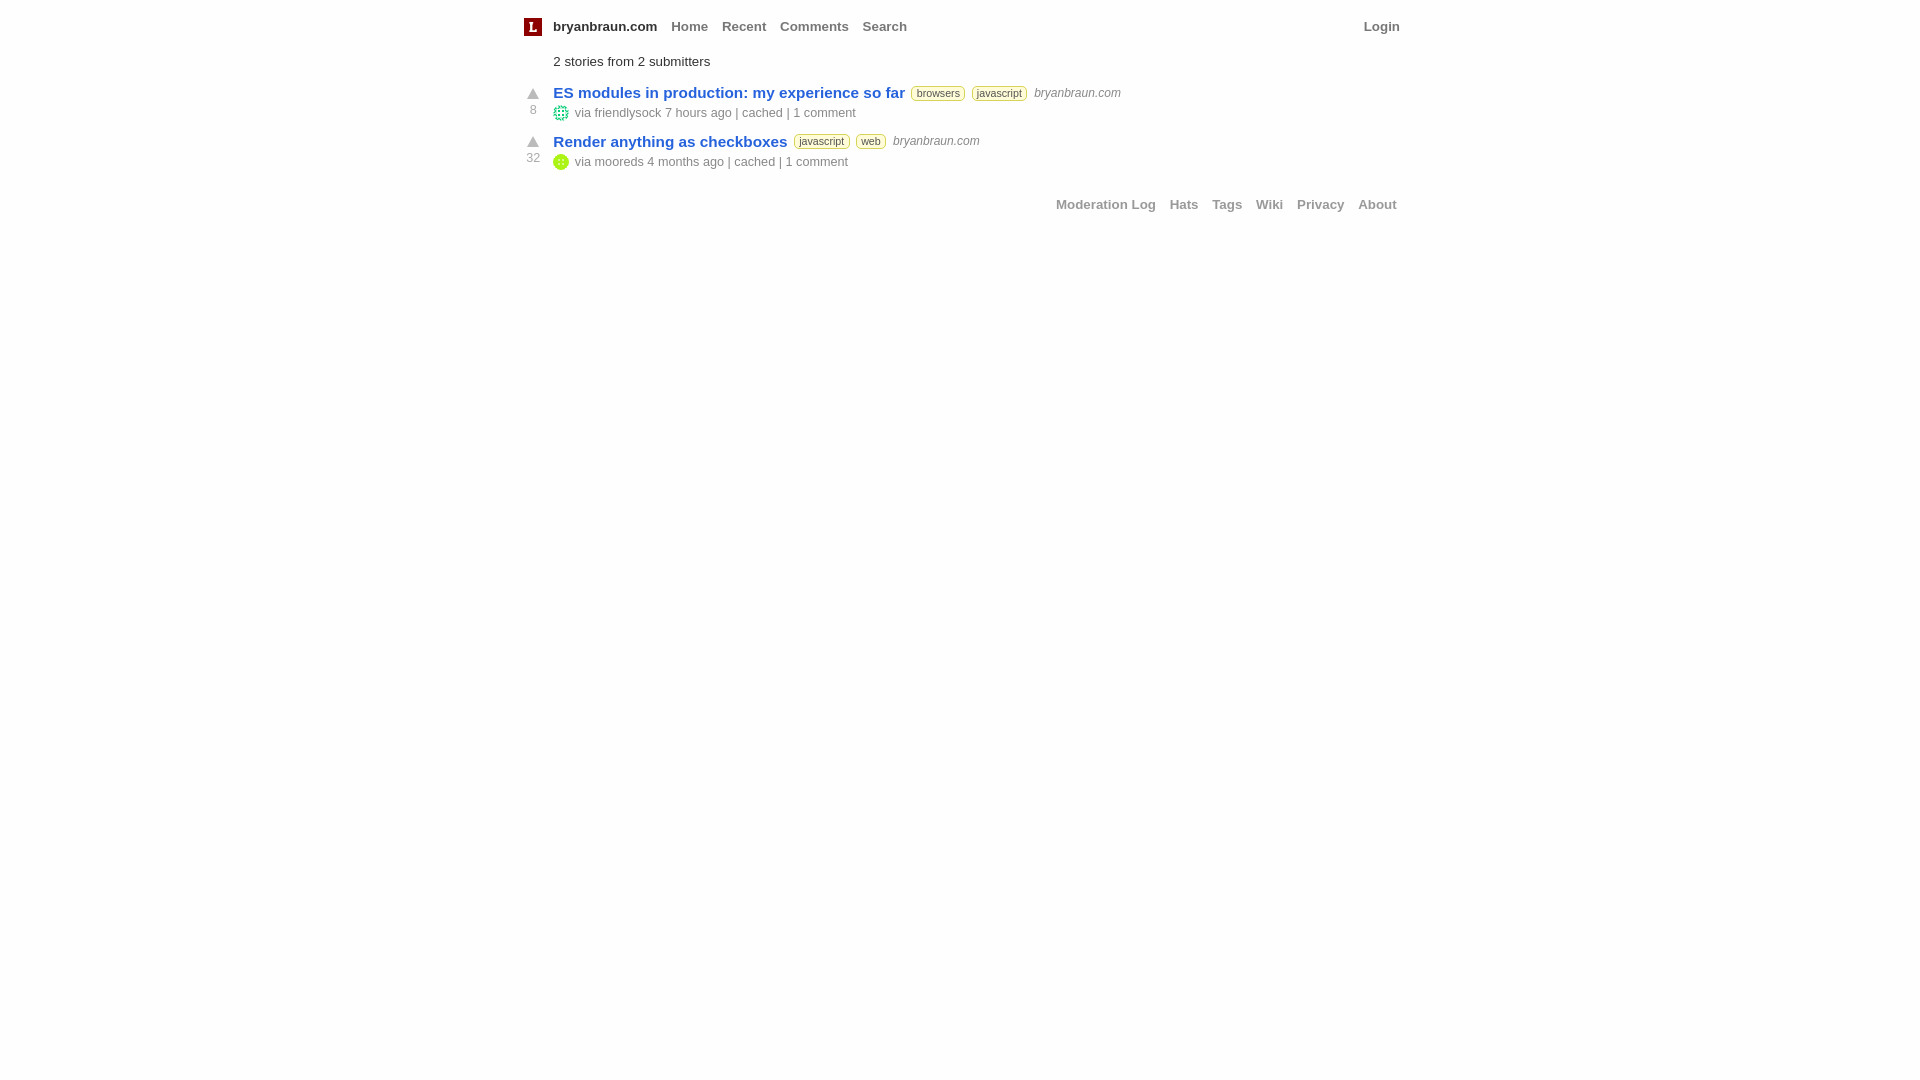 L bryanbraun.com Home Recent Comments Search Login
2 stories from 2 submitters
ES modules in production: my experience so far browsers javascript bryanbraun.com
8 via friendlysock 7 hours ago | cached | 1 comment
Render anything as checkboxes javascript web bryanbraun.com
32 via mooreds 4 months ago | cached | 1 comment
Moderation Log Hats Tags Wiki Privacy About